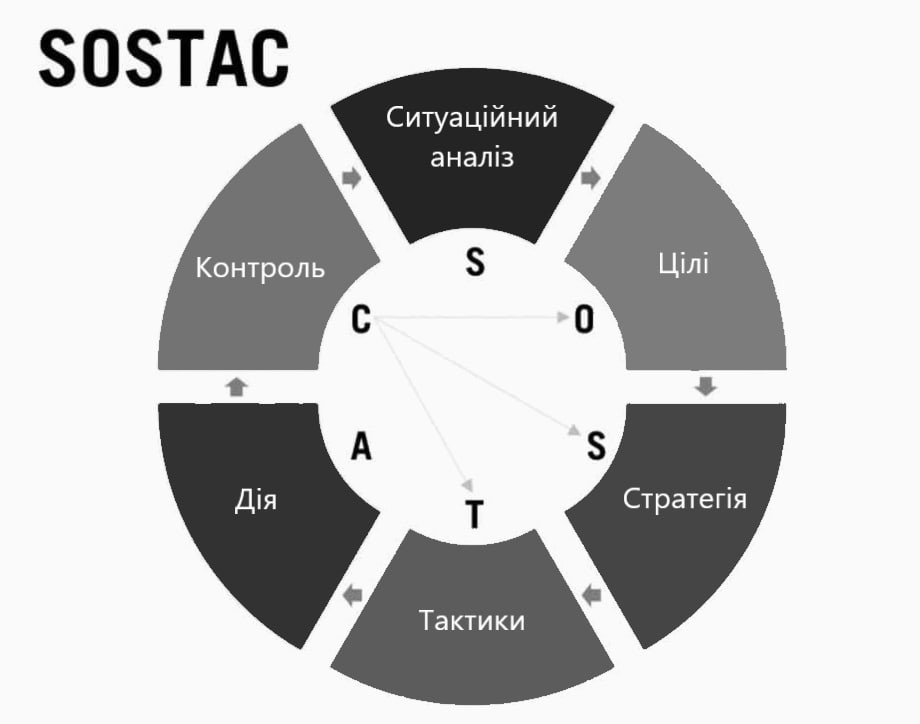 SOSTAC
Ситуаційний
аналіз
Контроль
Цілі
S
C
O
A
S
T
Дія
Стратегія
Тактики